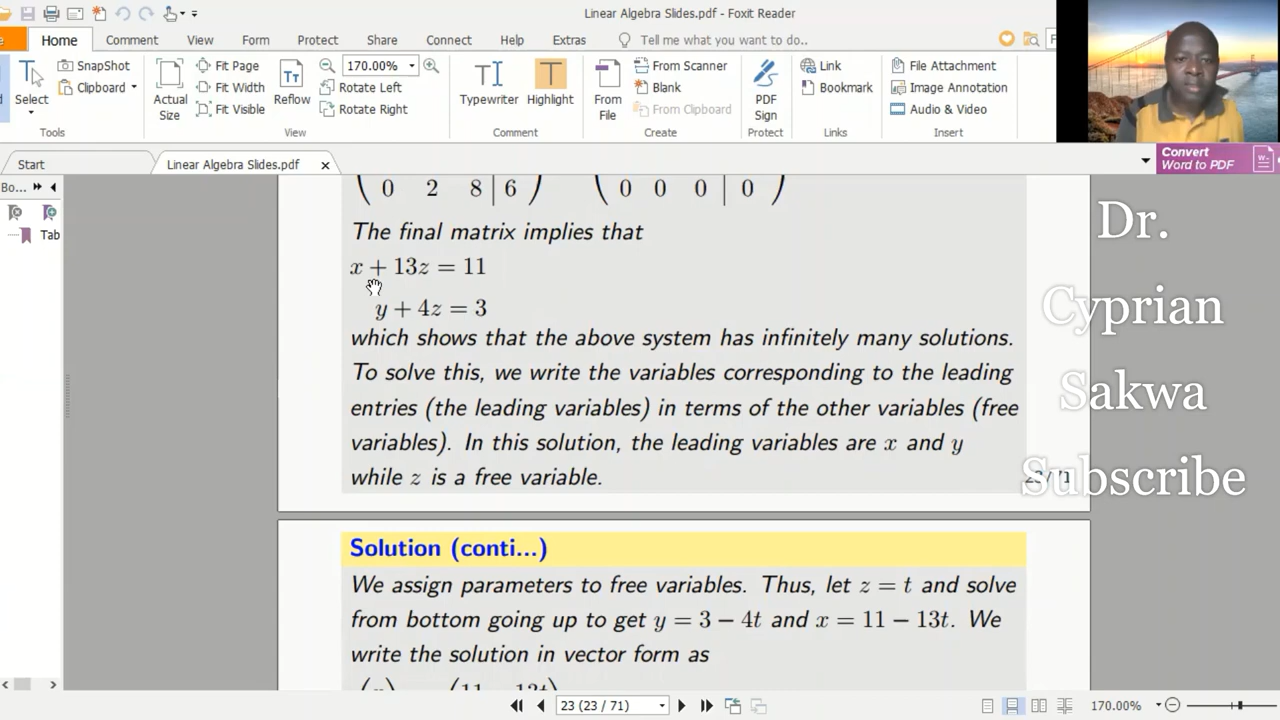 Linear Algebra Slides.pdf - Foxit Reader
Home Comment View Form Protect Share Connect Help Extras Tell me what you want to do..
Select
SnapShot
Clipboard
Tools
Actual Size
Fit Page
Fit Width
Fit Visible
Reflow
170.00%
Rotate Left
Rotate Right
View
Typewriter
Highlight
Comment
From File
From Scanner
Blank
From Clipboard
Create
PDF Sign
Protect
Link
Bookmark
Links
File Attachment
Image Annotation
Audio & Video
Insert
Start
Linear Algebra Slides.pdf
Convert
Word to PDF
Bo...
Tab
( 0 2 8 | 6 ) ( 0 0 0 | 0 )
The final matrix implies that
x + 13z = 11
y + 4z = 3
which shows that the above system has infinitely many solutions.
To solve this, we write the variables corresponding to the leading
entries (the leading variables) in terms of the other variables (free
variables). In this solution, the leading variables are x and y
while z is a free variable.
Solution (conti...)
We assign parameters to free variables. Thus, let z = t and solve
from bottom going up to get y = 3 − 4t and x = 11 − 13t. We
write the solution in vector form as
Dr.
Cyprian
Sakwa
Subscribe
23 (23 / 71)
170.00%